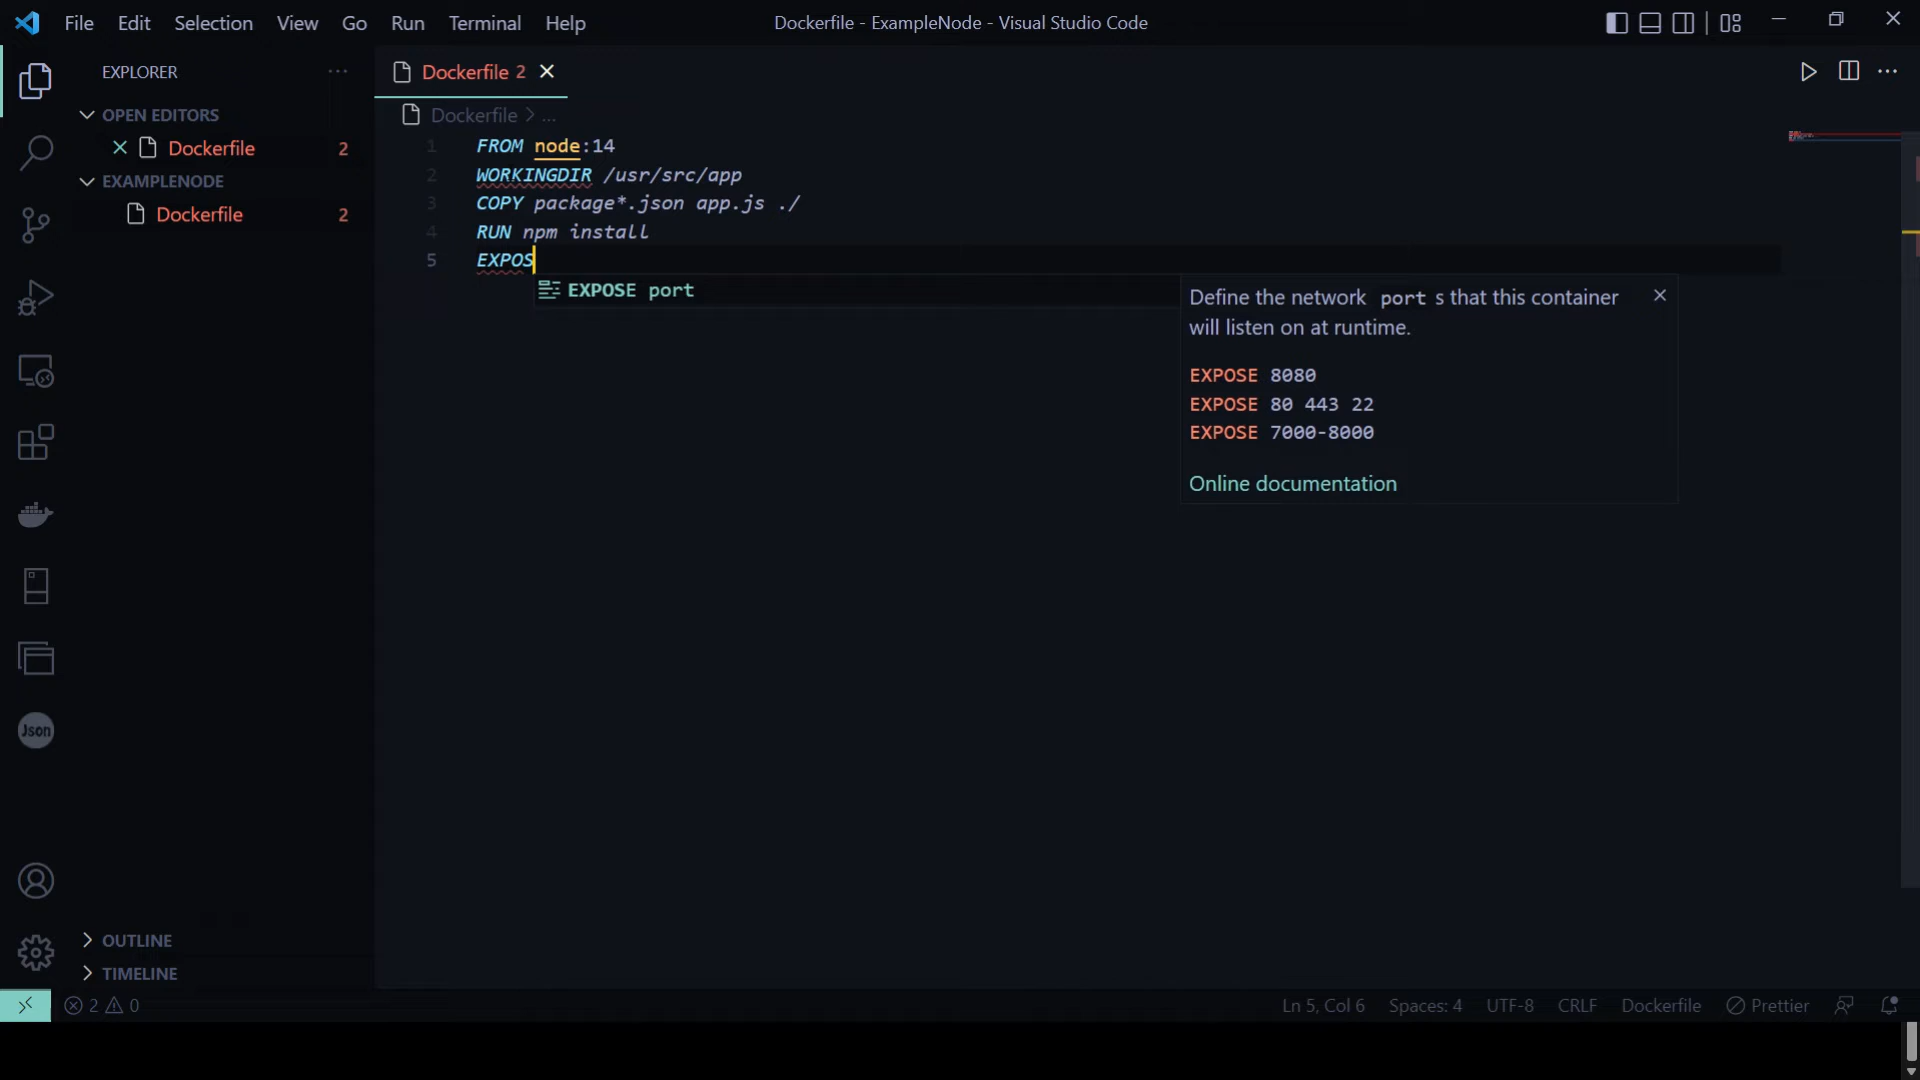 File Edit Selection View Go Run Terminal Help Dockerfile - ExampleNode - Visual Studio Code
EXPLORER
Dockerfile 2
OPEN EDITORS
Dockerfile > ...
Dockerfile 2
EXAMPLENODE
Dockerfile 2
1 FROM node:14
2 WORKINGDIR /usr/src/app
3 COPY package*.json app.js ./
4 RUN npm install
5 EXPOS
EXPOSE port
Define the network port s that this container
will listen on at runtime.
EXPOSE 8080
EXPOSE 80 443 22
EXPOSE 7000-8000
Online documentation
Json
OUTLINE
TIMELINE
2 0 Ln 5, Col 6 Spaces: 4 UTF-8 CRLF Dockerfile Prettier